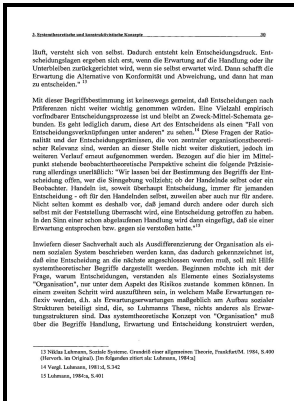 2. Systemtheoretische und konstruktivistische Konzepte
läuft, versteht sich von selbst. Dadurch entsteht kein Entscheidungsdruck. Ent-
scheidungslagen ergeben sich erst, wenn die Erwartung auf die Handlung oder ihr
Unterbleiben zurückgerichtet wird, wenn sie selbst erwartet wird. Dann schafft die
Erwartung die Alternative von Konformität und Abweichung, und dann hat man
zu entscheiden." 13
Mit dieser Begriffsbestimmung ist keineswegs gemeint, daß Entscheidungen nach
Präferenzen nicht weiter wichtig genommen würden. Eine Vielzahl empirisch
vorfindbarer Entscheidungsprozesse ist und bleibt an Zweck-Mittel-Schemata ge-
bunden. Es geht lediglich darum, diese Art des Entscheidens als einen "Fall von
Entscheidungsverknüpfungen unter anderen" zu sehen.14 Diese Fragen der Ratio-
nalität und der Entscheidungsprämissen, die von zentraler organisationstheoreti-
scher Relevanz sind, werden an dieser Stelle nicht weiter diskutiert, jedoch im
weiteren Verlauf erneut aufgenommen werden. Bezogen auf die hier im Mittel-
punkt stehende beobachtertheoretische Perspektive scheint die folgende Präzisie-
rung allerdings unerläßlich: "Wir lassen bei der Bestimmung des Begriffs der Ent-
scheidung offen, wer die Sinngebung vollzieht; ob der Handelnde selbst oder ein
Beobachter. Handeln ist, soweit überhaupt Entscheidung, immer für jemanden
Entscheidung - oft für den Handelnden selbst, zuweilen aber auch nur für andere.
Nicht selten kommt es deshalb vor, daß jemand durch andere oder durch sich
selbst mit der Feststellung überrascht wird, eine Entscheidung getroffen zu haben.
In den Sinn einer schon abgelaufenen Handlung wird dann eingefügt, daß sie einer
Erwartung entsprochen bzw. gegen sie verstoßen hatte."15
Inwiefern dieser Sachverhalt auch als Ausdifferenzierung der Organisation als ei-
nem sozialen System beschrieben werden kann, das dadurch gekennzeichnet ist,
daß eine Entscheidung an die nächste angeschlossen werden muß, soll mit Hilfe
systemtheoretischer Begriffe dargestellt werden. Beginnen möchte ich mit der
Frage, warum Entscheidungen, verstanden als Elemente eines Sozialsystems
"Organisation", nur unter dem Aspekt des Risikos zustande kommen können. In
einem zweiten Schritt wird auszuführen sein, in welchem Maße Erwartungen re-
flexiv werden, d.h. als Erwartungserwartungen maßgeblich am Aufbau sozialer
Strukturen beteiligt sind, die, so Luhmanns These, nichts anderes als Erwar-
tungsstrukturen sind. Das systemtheoretische Konzept von "Organisation" muß
über die Begriffe Handlung, Erwartung und Entscheidung konstruiert werden,
13 Niklas Luhmann, Soziale Systeme. Grundriß einer allgemeinen Theorie, Frankfurt/M. 1984, S.400
(Hervorh. im Original). [Im folgenden zitiert als: Luhmann, 1984:a]
14 Vergl. Luhmann, 1981:d, S.342
15 Luhmann, 1984:a, S.401